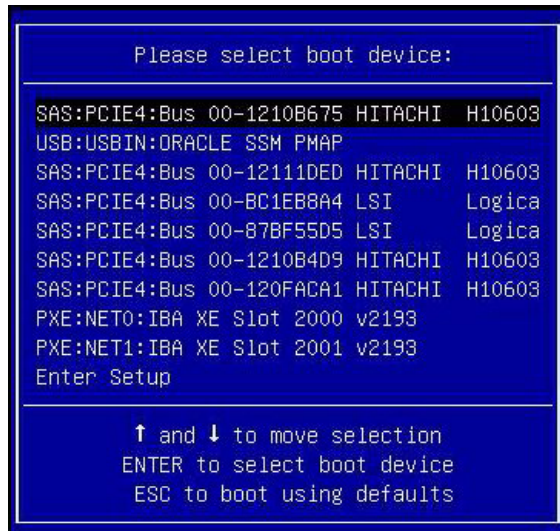 Please select boot device:
SAS:PCIE4:Bus 00-1210B675 HITACHI H10603
USB:USBIN:ORACLE SSM PMAP
SAS:PCIE4:Bus 00-12111DED HITACHI H10603
SAS:PCIE4:Bus 00-BC1EB8A4 LSI Logica
SAS:PCIE4:Bus 00-87BF55D5 LSI Logica
SAS:PCIE4:Bus 00-1210B4D9 HITACHI H10603
SAS:PCIE4:Bus 00-120FACA1 HITACHI H10603
PXE:NET0:IBA XE Slot 2000 v2193
PXE:NET1:IBA XE Slot 2001 v2193
Enter Setup
↑ and ↓ to move selection
ENTER to select boot device
ESC to boot using defaults